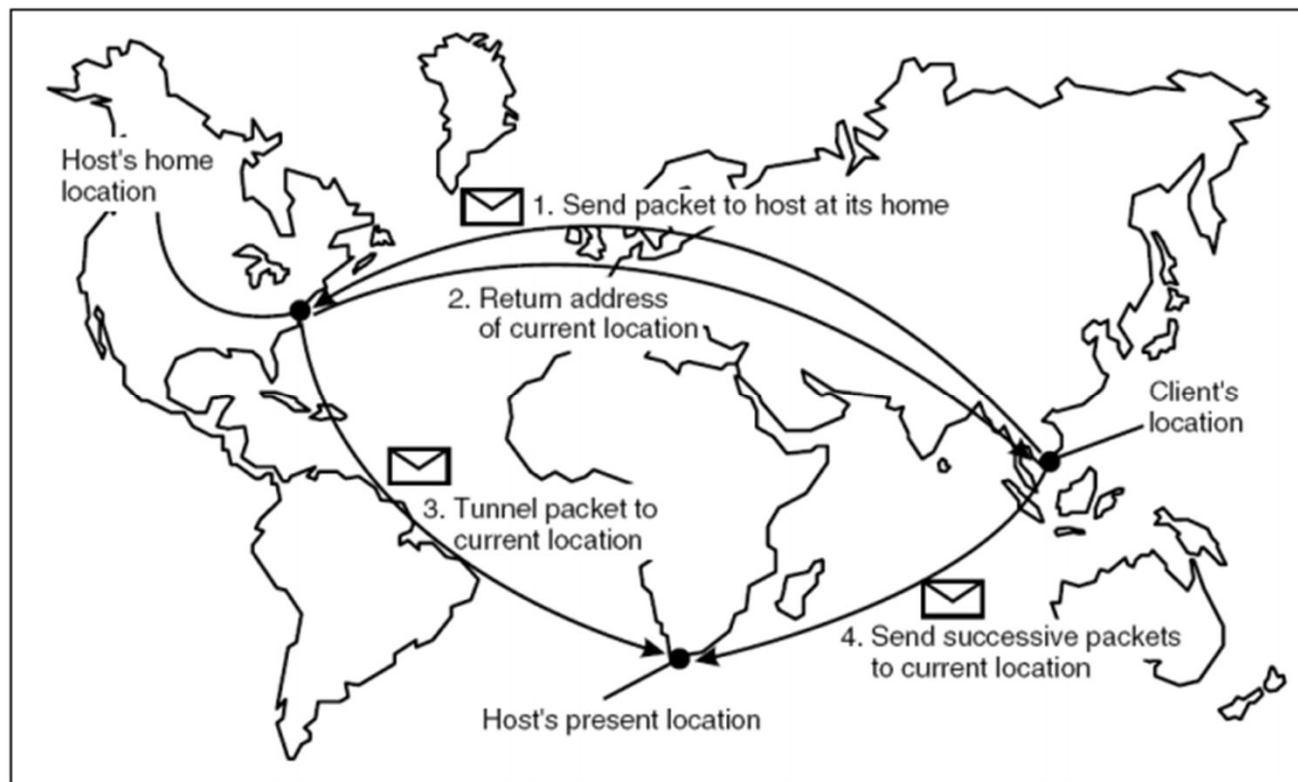 Host's home
location
1. Send packet to host at its home
2. Return address
of current location
Client's
location
3. Tunnel packet to
current location
4. Send successive packets
to current location
Host's present location